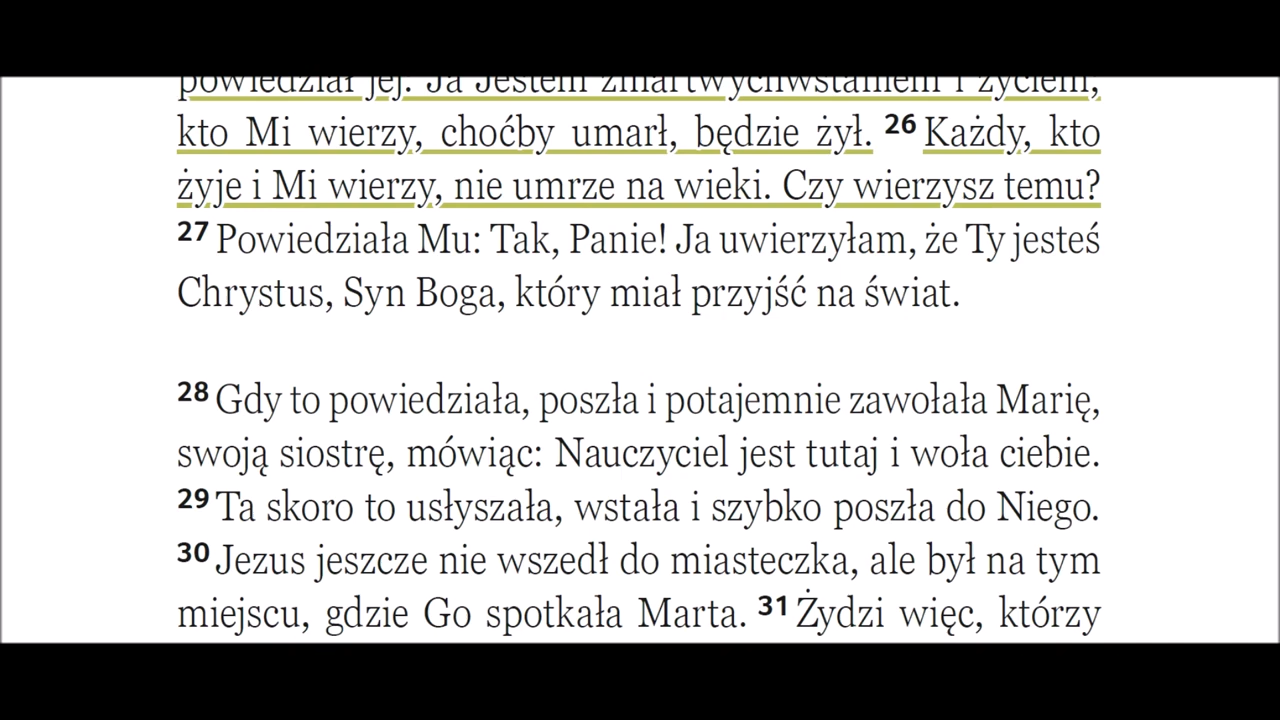 powiedział jej: Ja Jestem zmartwychwstaniem i życiem,
kto Mi wierzy, choćby umarł, będzie żył. 26 Każdy, kto
żyje i Mi wierzy, nie umrze na wieki. Czy wierzysz temu?
27 Powiedziała Mu: Tak, Panie! Ja uwierzyłam, że Ty jesteś
Chrystus, Syn Boga, który miał przyjść na świat.
28 Gdy to powiedziała, poszła i potajemnie zawołała Marię,
swoją siostrę, mówiąc: Nauczyciel jest tutaj i woła ciebie.
29 Ta skoro to usłyszała, wstała i szybko poszła do Niego.
30 Jezus jeszcze nie wszedł do miasteczka, ale był na tym
miejscu, gdzie Go spotkała Marta. 31 Żydzi więc, którzy